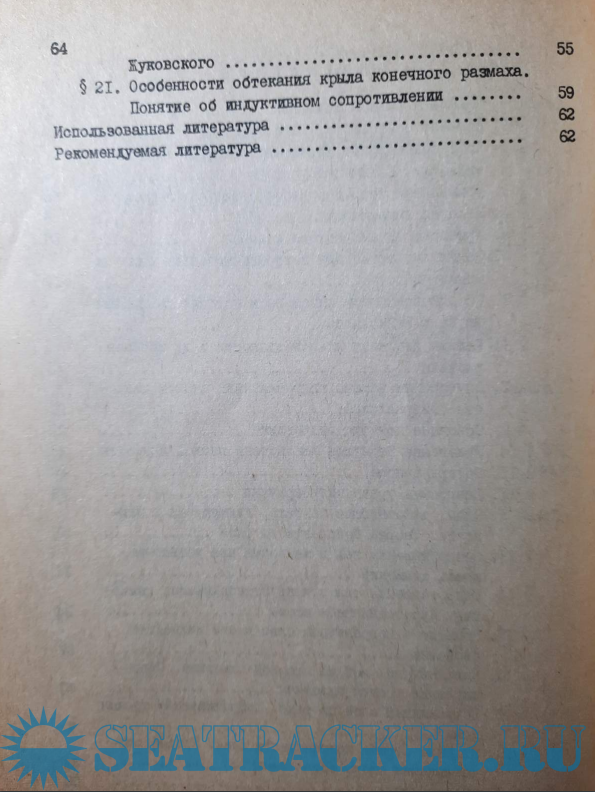 64
Жуковского ................................... 55
§ 21. Особенности обтекания крыла конечного размаха.
Понятие об индуктивном сопротивлении ........ 59
Использованная литература ............................. 62
Рекомендуемая литература .............................. 62
SEATRACKER.RU